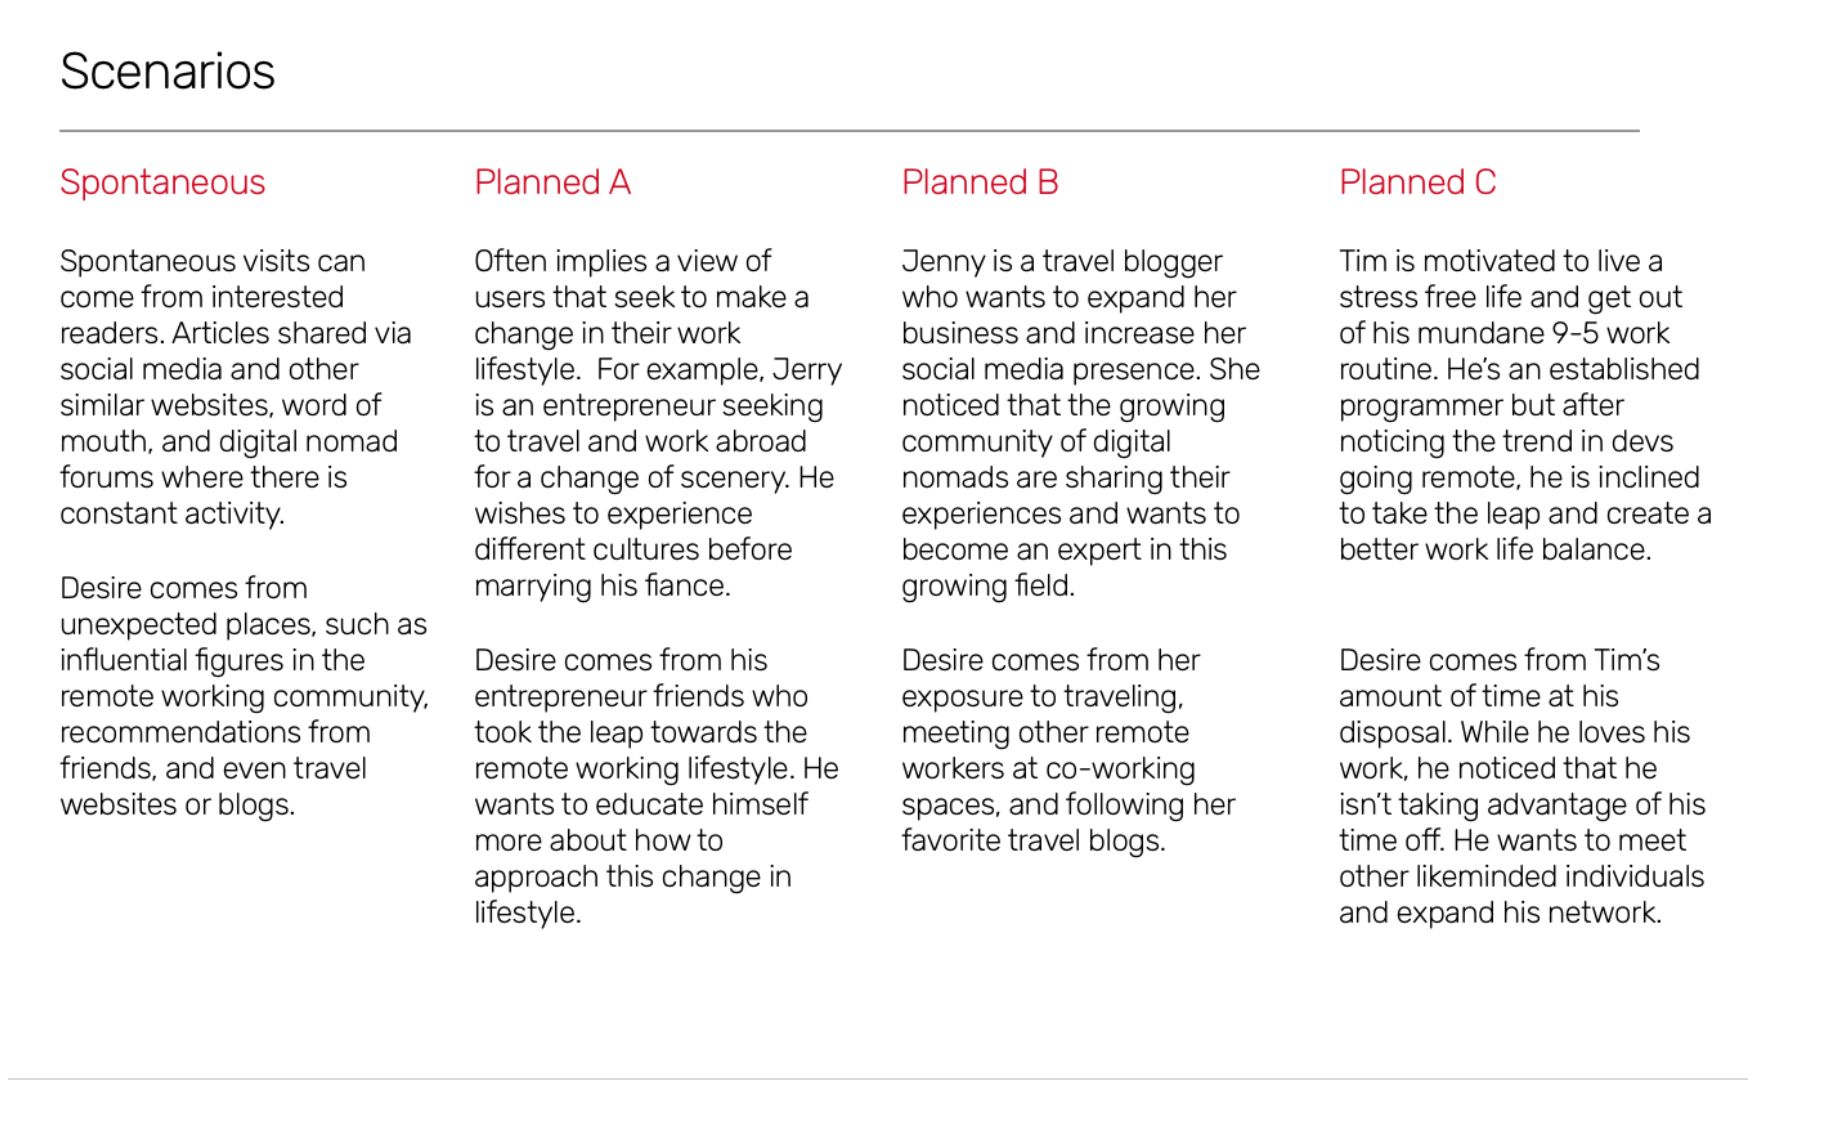 Scenarios
Spontaneous
Spontaneous visits can
come from interested
readers. Articles shared via
social media and other
similar websites, word of
mouth, and digital nomad
forums where there is
constant activity.
Desire comes from
unexpected places, such as
influential figures in the
remote working community,
recommendations from
friends, and even travel
websites or blogs.
Planned A
Often implies a view of
users that seek to make a
change in their work
lifestyle.  For example, Jerry
is an entrepreneur seeking
to travel and work abroad
for a change of scenery. He
wishes to experience
different cultures before
marrying his fiance.
Desire comes from his
entrepreneur friends who
took the leap towards the
remote working lifestyle. He
wants to educate himself
more about how to
approach this change in
lifestyle.
Planned B
Jenny is a travel blogger
who wants to expand her
business and increase her
social media presence. She
noticed that the growing
community of digital
nomads are sharing their
experiences and wants to
become an expert in this
growing field.
Desire comes from her
exposure to traveling,
meeting other remote
workers at co-working
spaces, and following her
favorite travel blogs.
Planned C
Tim is motivated to live a
stress free life and get out
of his mundane 9-5 work
routine. He's an established
programmer but after
noticing the trend in devs
going remote, he is inclined
to take the leap and create a
better work life balance.
Desire comes from Tim's
amount of time at his
disposal. While he loves his
work, he noticed that he
isn't taking advantage of his
time off. He wants to meet
other likeminded individuals
and expand his network.